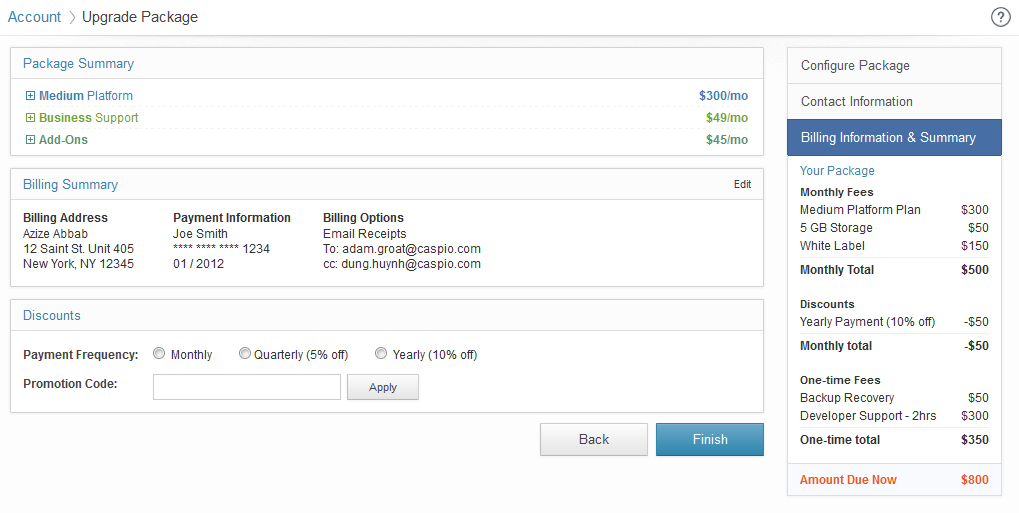 Account > Upgrade Package
?
Package Summary
Medium Platform $300/mo
Business Support $49/mo
Add-Ons $45/mo
Billing Summary Edit
Billing Address Payment Information Billing Options
Azize Abbab Joe Smith Email Receipts
12 Saint St. Unit 405 **** **** **** 1234 To: adam.groat@caspio.com
New York, NY 12345 01 / 2012 cc: dung.huynh@caspio.com
Discounts
Payment Frequency: Monthly Quarterly (5% off) Yearly (10% off)
Promotion Code: Apply
Back Finish
Configure Package
Contact Information
Billing Information & Summary
Your Package
Monthly Fees
Medium Platform Plan $300
5 GB Storage $50
White Label $150
Monthly Total $500
Discounts
Yearly Payment (10% off) -$50
Monthly total -$50
One-time Fees
Backup Recovery $50
Developer Support - 2hrs $300
One-time total $350
Amount Due Now $800